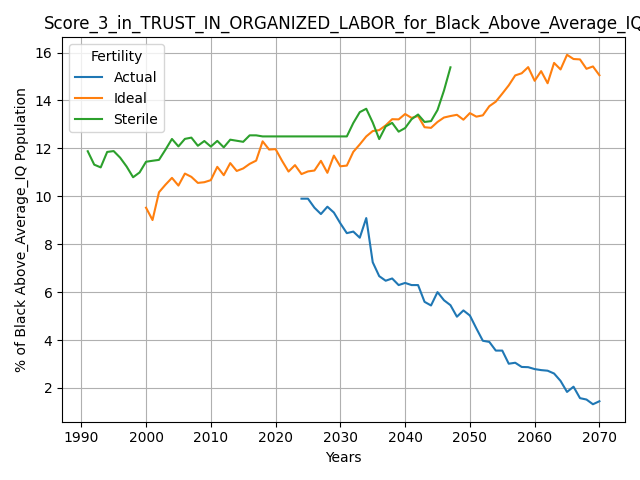 Score_3_in_TRUST_IN_ORGANIZED_LABOR_for_Black_Above_Average_IQ
Fertility
Actual
Ideal
Sterile
% of Black Above_Average_IQ Population
16
14
12
10
8
6
4
2
1990 2000 2010 2020 2030 2040 2050 2060 2070
Years